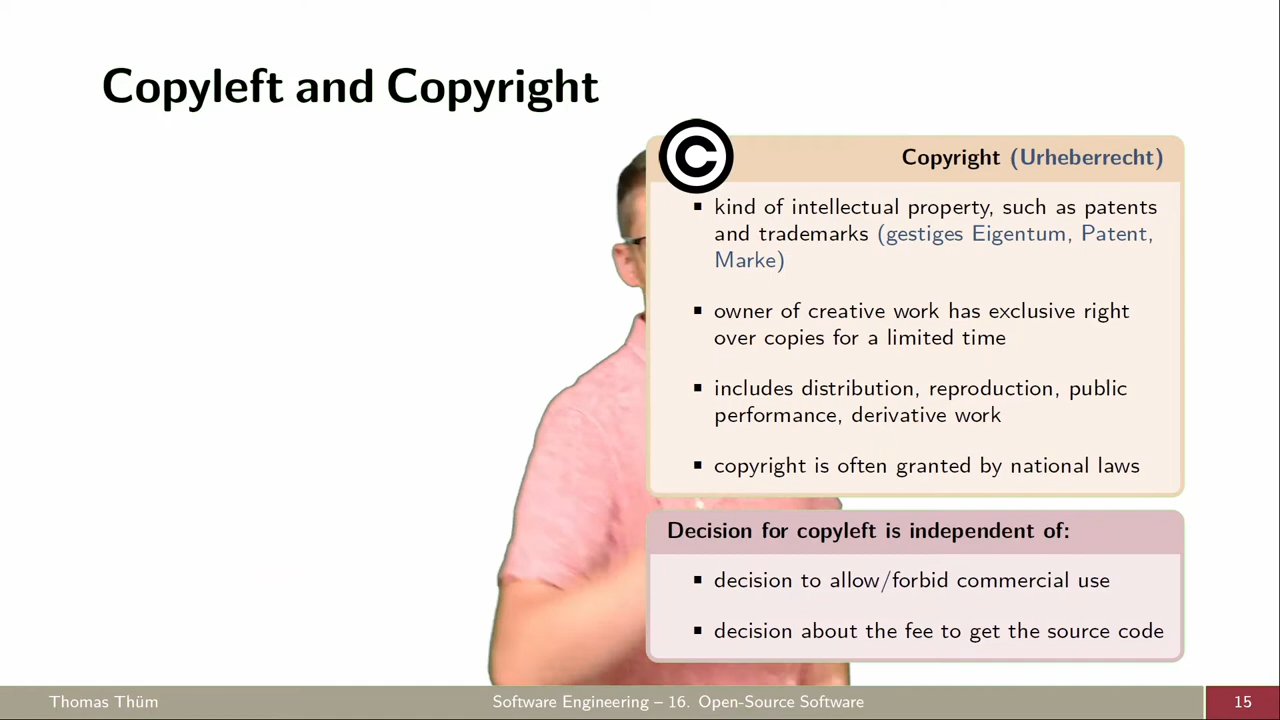 Copyleft and Copyright
©
Copyright (Urheberrecht)
▪ kind of intellectual property, such as patents
and trademarks (gestiges Eigentum, Patent,
Marke)
▪ owner of creative work has exclusive right
over copies for a limited time
▪ includes distribution, reproduction, public
performance, derivative work
▪ copyright is often granted by national laws
Decision for copyleft is independent of:
▪ decision to allow/forbid commercial use
▪ decision about the fee to get the source code
Thomas Thüm
Software Engineering – 16. Open-Source Software
15